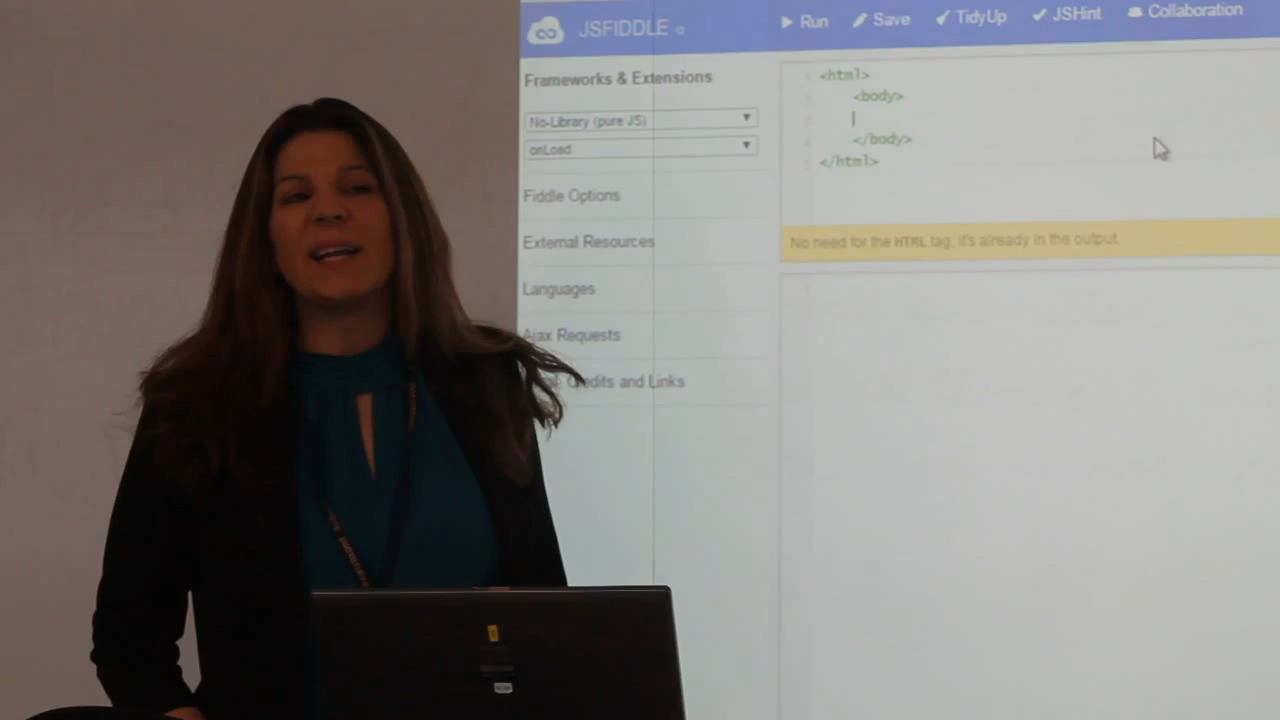 JSFIDDLE
Run Save TidyUp JSHint Collaboration
Frameworks & Extensions
No-Library (pure JS)
onLoad
Fiddle Options
External Resources
Languages
Ajax Requests
Credits and Links
<html>
<body>
</body>
</html>
No need for the HTML tag, it's already in the output.